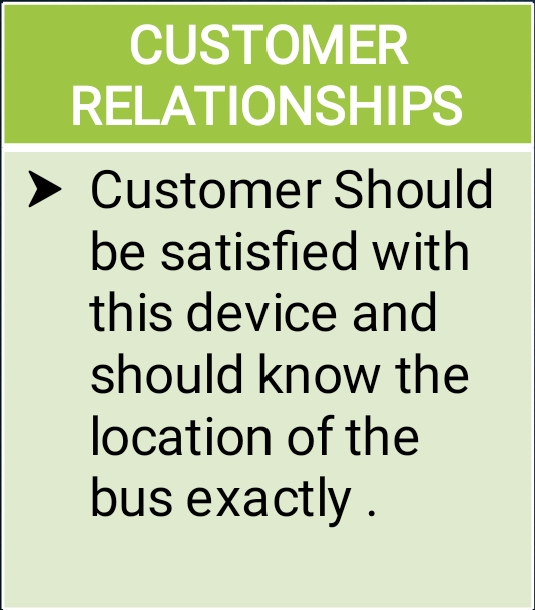 CUSTOMER
RELATIONSHIPS
➤ Customer Should
be satisfied with
this device and
should know the
location of the
bus exactly .